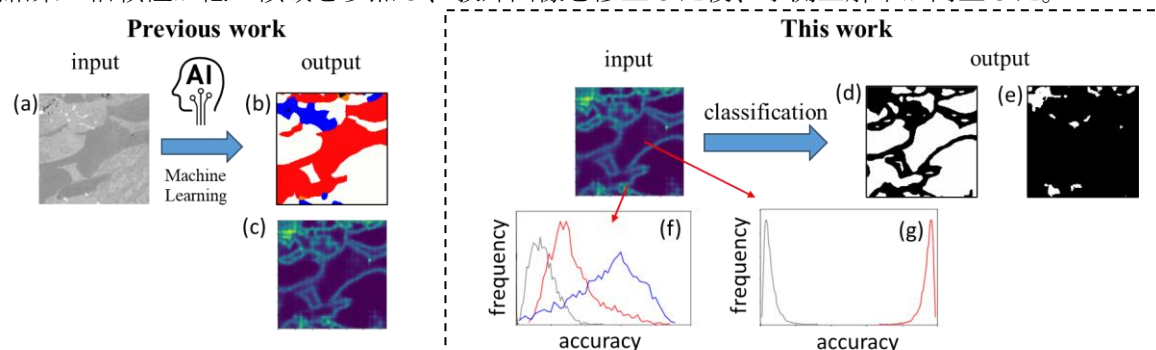 Previous work
input
output
(a)
AI
(b)
Machine
Learning
(c)
This work
input
output
classification
(d)
(e)
(f)
frequency
accuracy
(g)
frequency
accuracy